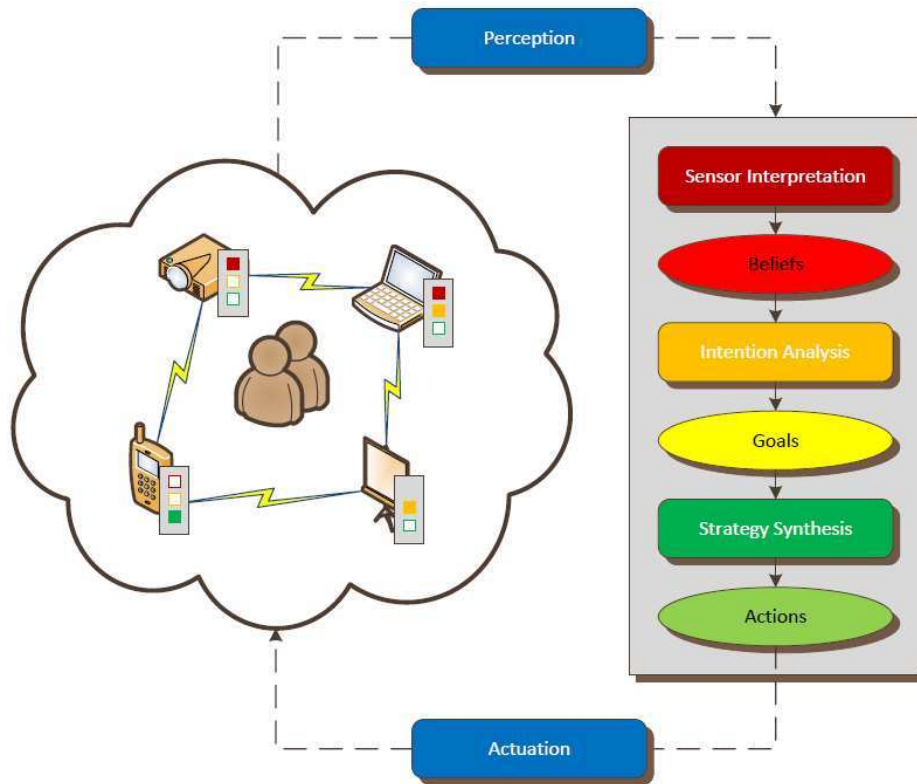 Perception
Sensor Interpretation
Beliefs
Intention Analysis
Goals
Strategy Synthesis
Actions
Actuation